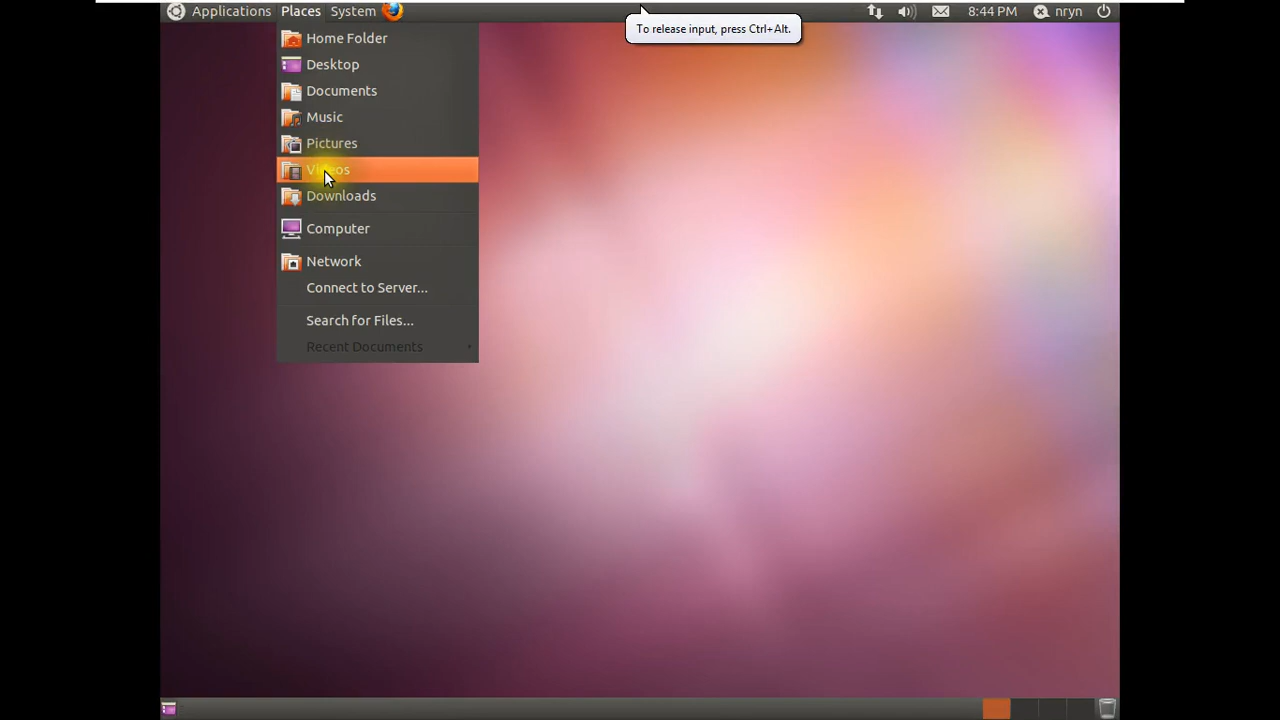 Applications Places System
8:44 PM nryn
To release input, press Ctrl+Alt.
Home Folder
Desktop
Documents
Music
Pictures
Videos
Downloads
Computer
Network
Connect to Server...
Search for Files...
Recent Documents